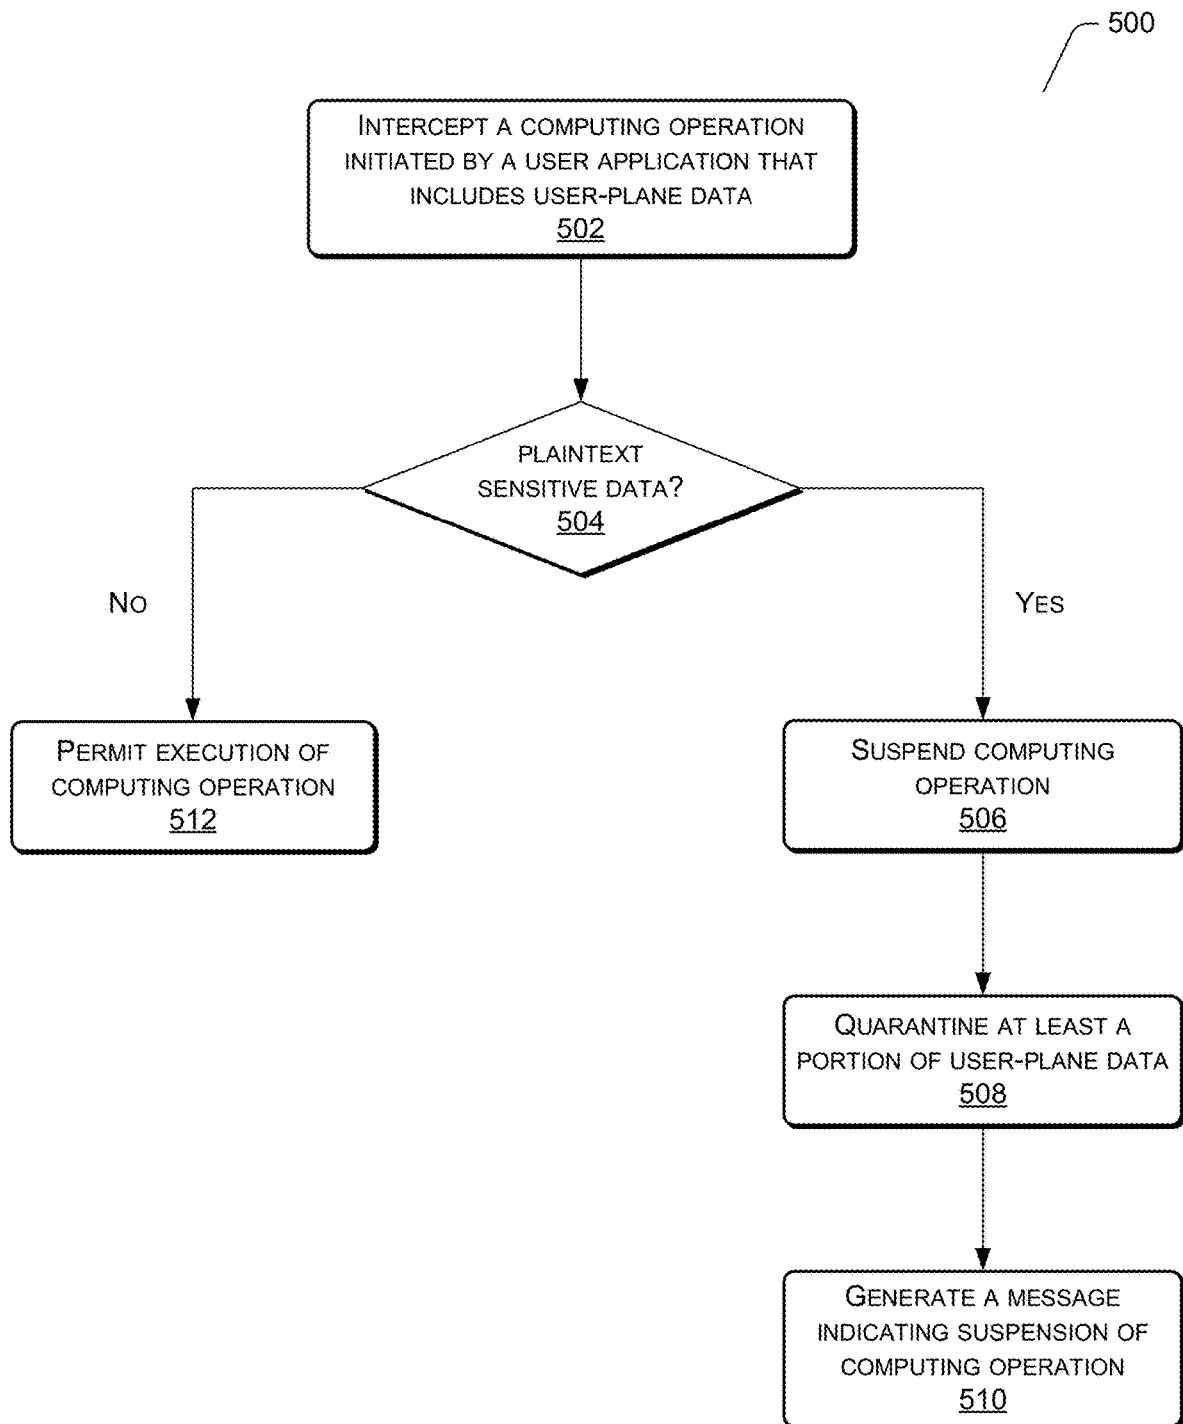 500
INTERCEPT A COMPUTING OPERATION
INITIATED BY A USER APPLICATION THAT
INCLUDES USER-PLANE DATA
502
PLAINTEXT
SENSITIVE DATA?
504
NO
YES
PERMIT EXECUTION OF
COMPUTING OPERATION
512
SUSPEND COMPUTING
OPERATION
506
QUARANTINE AT LEAST A
PORTION OF USER-PLANE DATA
508
GENERATE A MESSAGE
INDICATING SUSPENSION OF
COMPUTING OPERATION
510